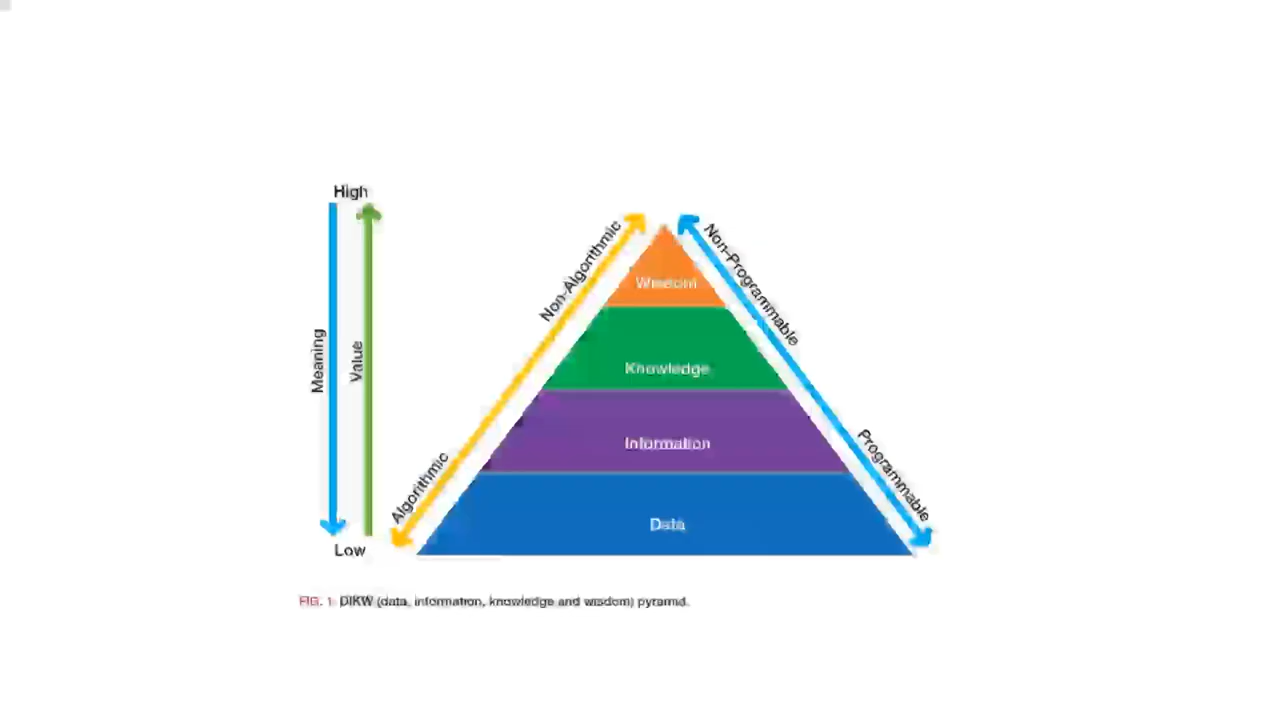 High
Meaning
Value
Low
Non-Algorithmic
Algorithmic
Non-Programmable
Programmable
Wisdom
Knowledge
Information
Data
FIG. 1 DIKW (data, information, knowledge and wisdom) pyramid.